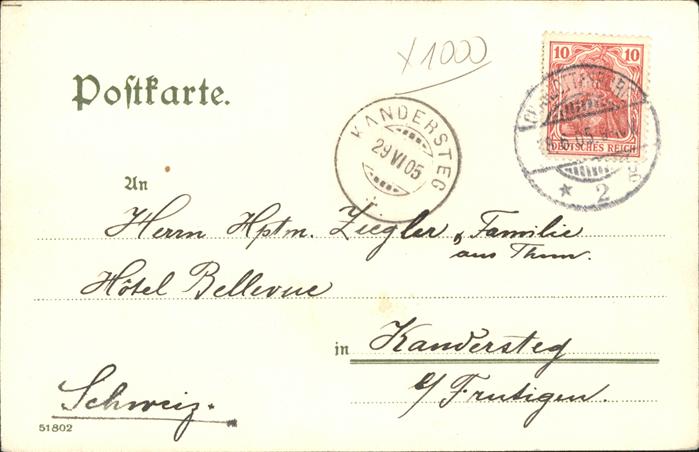 x1000
10 10
DEUTSCHES REICH
Postkarte.
KANDERSTEG
29 VI 05
* 2
An
Herrn Hptm. Ziegler & Familie
aus Thun.
Hôtel Bellevue
in Kandersteg
b/Frutigen.
Schweiz.
51802